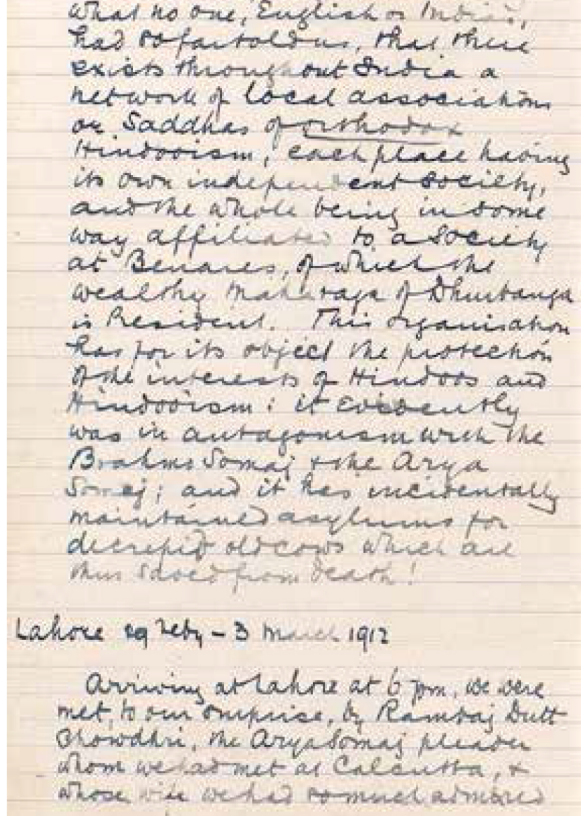 what no one, English or Indian,
had so far told us, that there
exists throughout India a
network of local associations
or Saddhas of orthodox
Hindooism, each place having
its own independent society,
and the whole being in some
way affiliated to a society
at Benares, of which the
wealthy Maharaja of Dhurbanga
is President. This organisation
has for its object the protection
of the interests of Hindoos and
Hindooism: it evidently
was in antagonism with the
Brahmo Somaj & the Arya
Somaj; and it has incidentally
maintained asylums for
decrepid old cows which are
thus saved from death!
Lahore 29 Feby - 3 March 1912
Arriving at Lahore at 6 pm, we were
met, to our surprise, by Rambaj Dutt
Chowdhri, the Arya Somaj pleader
whom we had met at Calcutta, &
whose wife we had so much admired